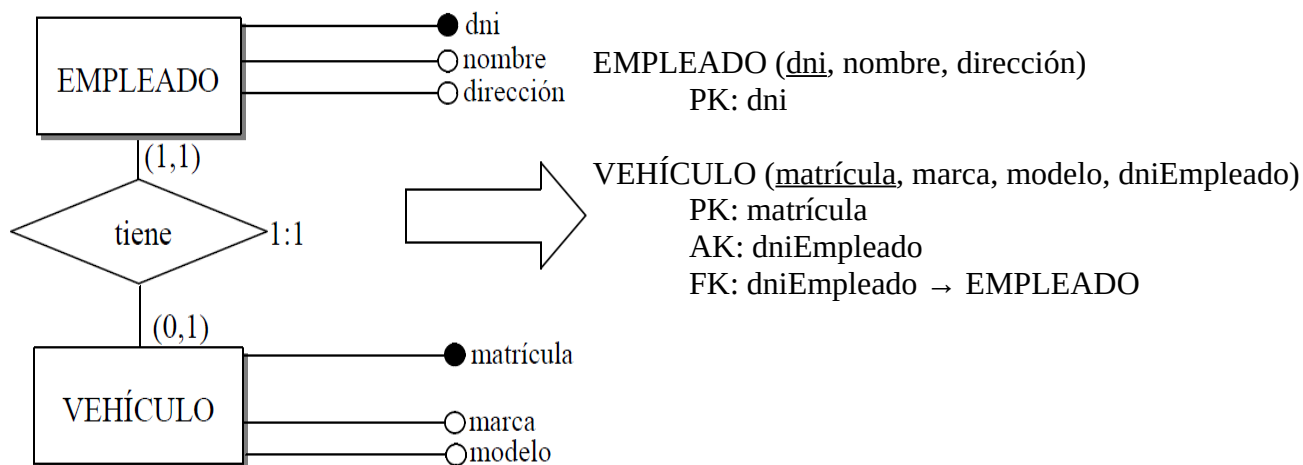 EMPLEADO
dni
nombre
dirección
(1,1)
tiene
1:1
(0,1)
VEHÍCULO
matrícula
marca
modelo
EMPLEADO (dni, nombre, dirección)
PK: dni
VEHÍCULO (matrícula, marca, modelo, dniEmpleado)
PK: matrícula
AK: dniEmpleado
FK: dniEmpleado → EMPLEADO